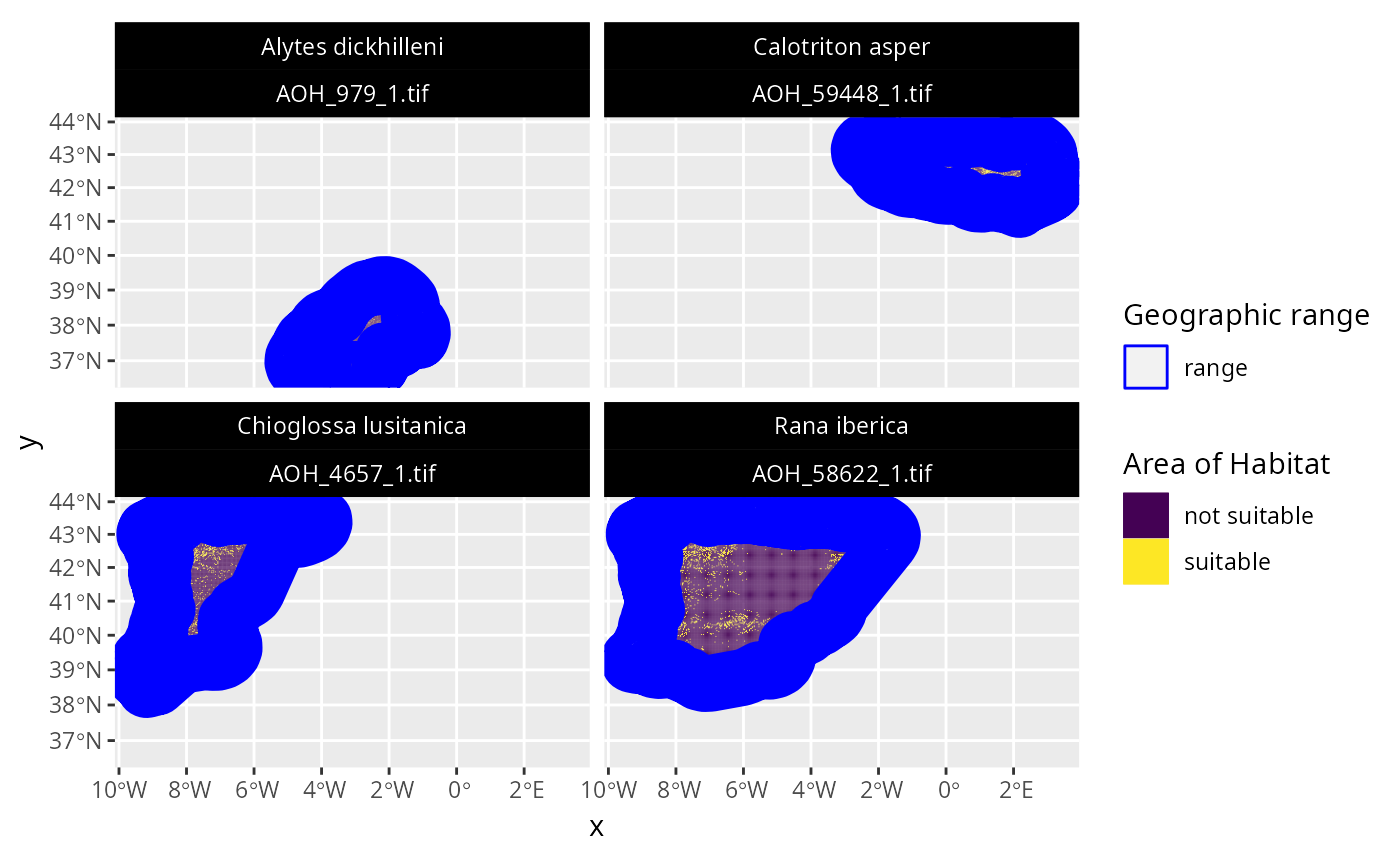 Alytes dickhilleni
Calotriton asper
AOH_979_1.tif
AOH_59448_1.tif
44°N
43°N
42°N
41°N
40°N
39°N
38°N
37°N
Chioglossa lusitanica
Rana iberica
AOH_4657_1.tif
AOH_58622_1.tif
44°N
43°N
42°N
41°N
40°N
39°N
38°N
37°N
10°W 8°W 6°W 4°W 2°W 0° 2°E
10°W 8°W 6°W 4°W 2°W 0° 2°E
x
y
Geographic range
range
Area of Habitat
not suitable
suitable